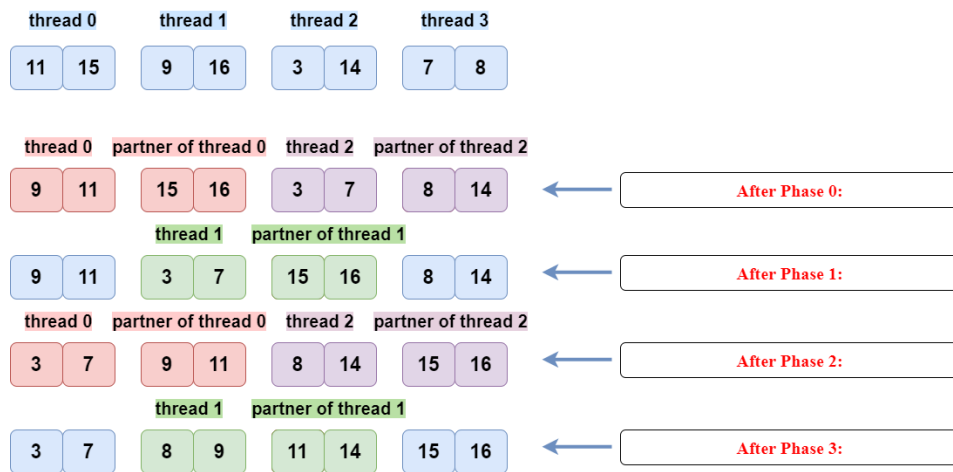 thread 0 thread 1 thread 2 thread 3
11 15 9 16 3 14 7 8
thread 0 partner of thread 0 thread 2 partner of thread 2
9 11 15 16 3 7 8 14 After Phase 0:
thread 1 partner of thread 1
9 11 3 7 15 16 8 14 After Phase 1:
thread 0 partner of thread 0 thread 2 partner of thread 2
3 7 9 11 8 14 15 16 After Phase 2:
thread 1 partner of thread 1
3 7 8 9 11 14 15 16 After Phase 3: